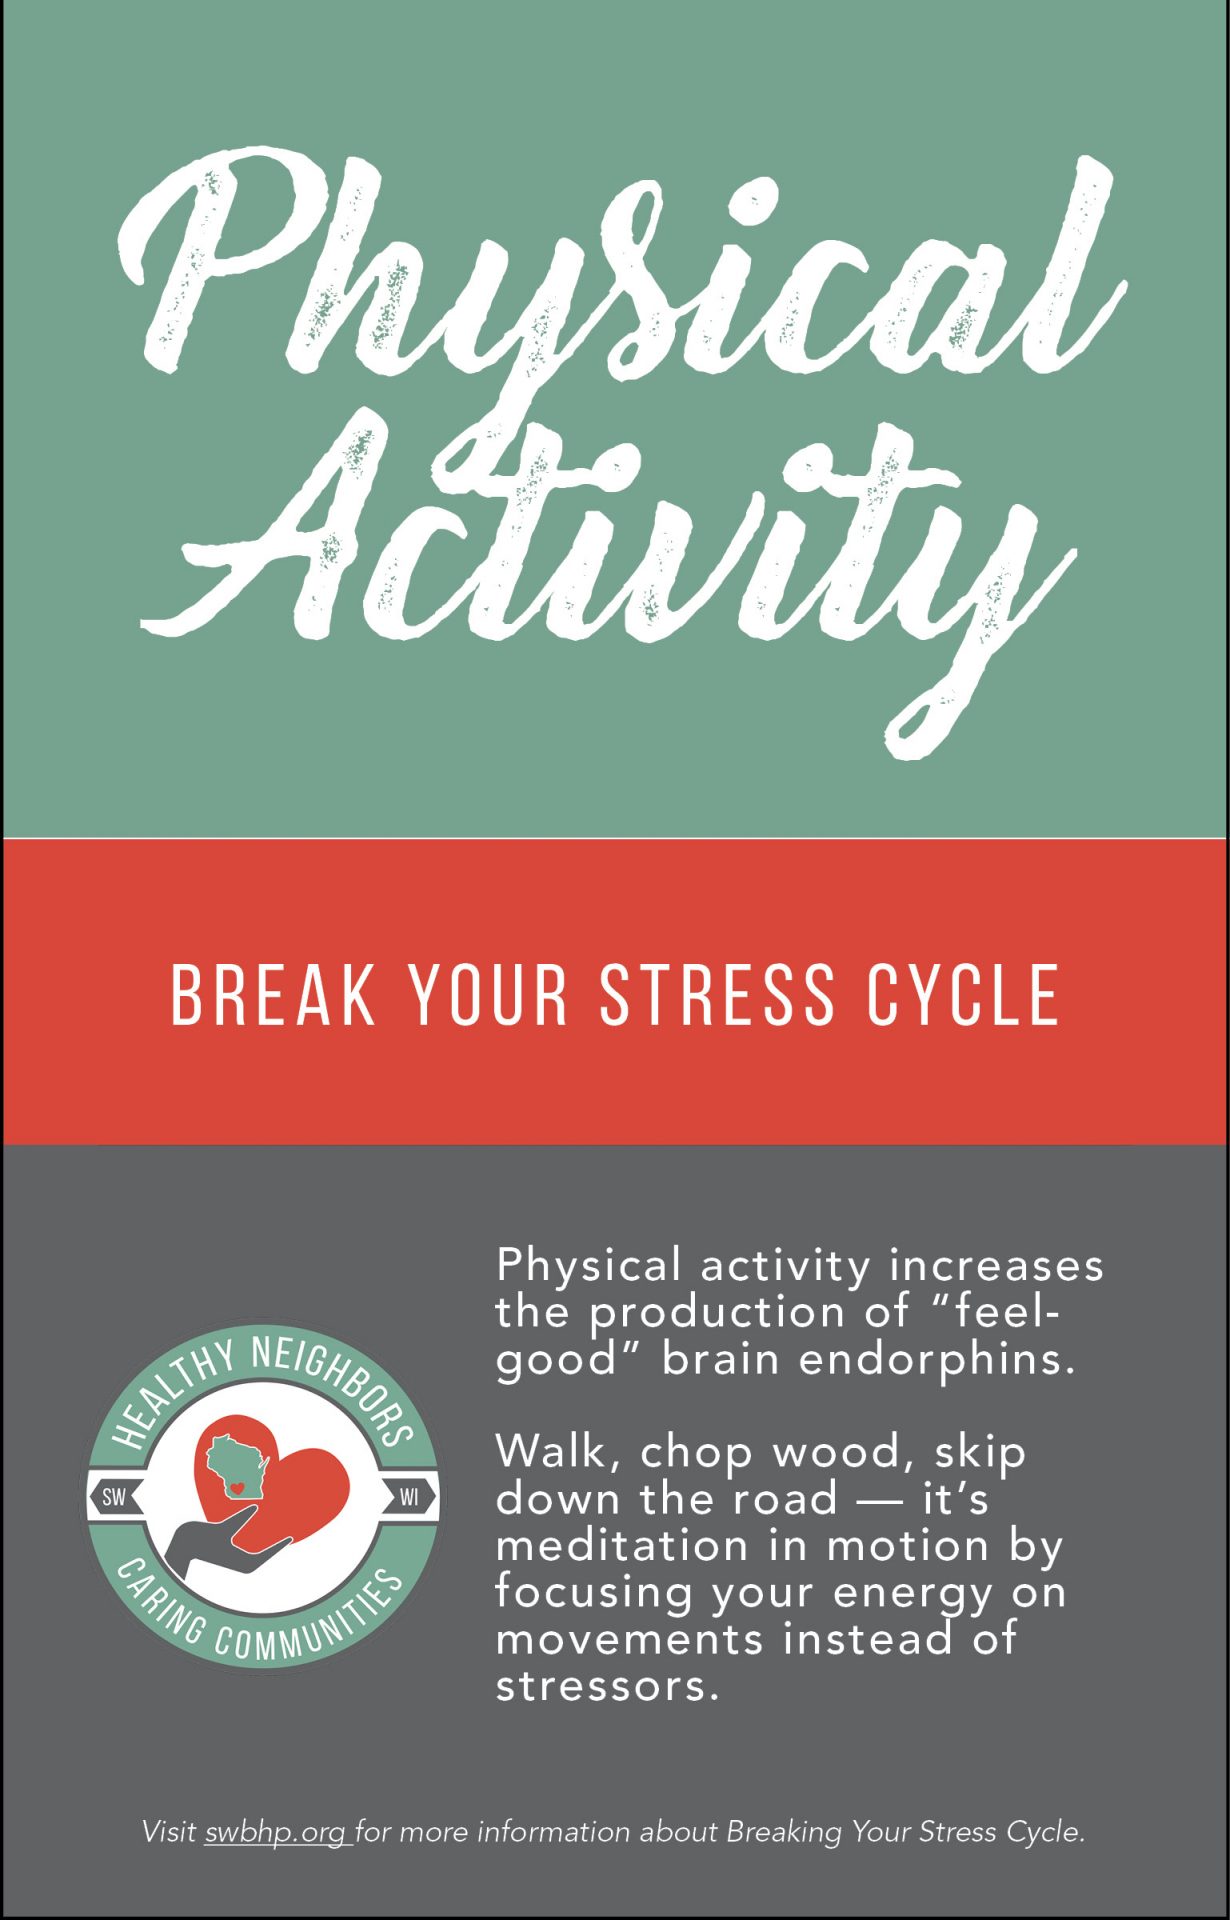 Physical
Activity
BREAK YOUR STRESS CYCLE
Physical activity increases
the production of “feel-
good” brain endorphins.
Walk, chop wood, skip
down the road — it’s
meditation in motion by
focusing your energy on
movements instead of
stressors.
HEALTHY NEIGHBORS
SW
WI
CARING COMMUNITIES
Visit swbhp.org for more information about Breaking Your Stress Cycle.